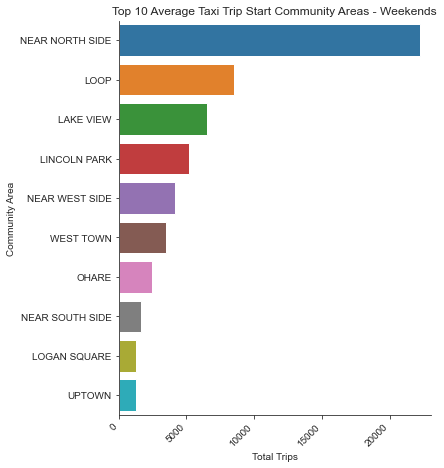 Top 10 Average Taxi Trip Start Community Areas - Weekends
NEAR NORTH SIDE
LOOP
LAKE VIEW
LINCOLN PARK
NEAR WEST SIDE
WEST TOWN
OHARE
NEAR SOUTH SIDE
LOGAN SQUARE
UPTOWN
Community Area
0
5000
10000
15000
20000
Total Trips